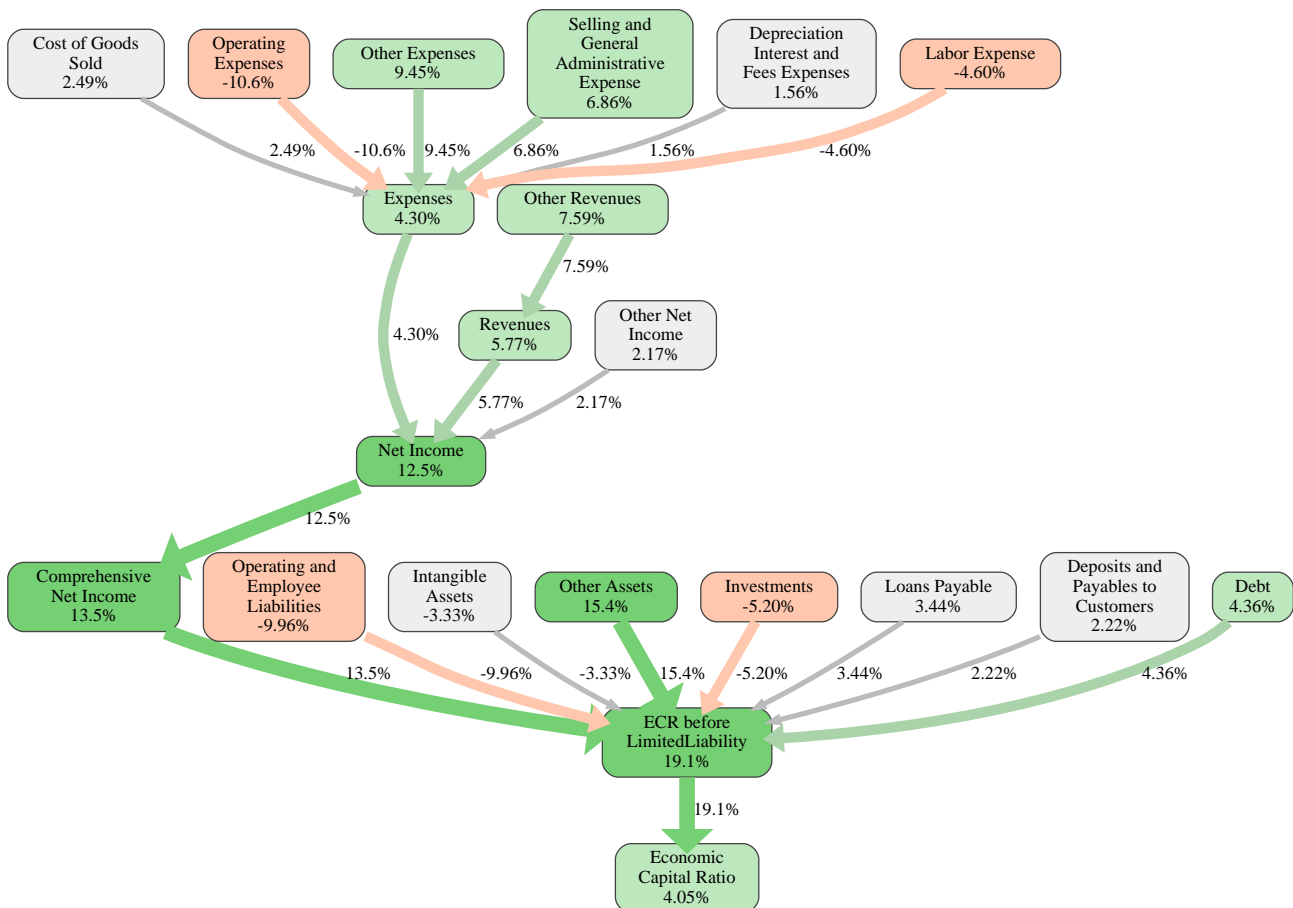 Cost of Goods
Sold
2.49%
Operating
Expenses
-10.6%
Other Expenses
9.45%
Selling and
General
Administrative
Expense
6.86%
Depreciation
Interest and
Fees Expenses
1.56%
Labor Expense
-4.60%
2.49%
-10.6%
9.45%
6.86%
1.56%
-4.60%
Expenses
4.30%
Other Revenues
7.59%
7.59%
4.30%
Revenues
5.77%
Other Net
Income
2.17%
5.77%
2.17%
Net Income
12.5%
12.5%
Comprehensive
Net Income
13.5%
Operating and
Employee
Liabilities
-9.96%
Intangible
Assets
-3.33%
Other Assets
15.4%
Investments
-5.20%
Loans Payable
3.44%
Deposits and
Payables to
Customers
2.22%
Debt
4.36%
13.5%
-9.96%
-3.33%
15.4%
-5.20%
3.44%
2.22%
4.36%
ECR before
LimitedLiability
19.1%
19.1%
Economic
Capital Ratio
4.05%